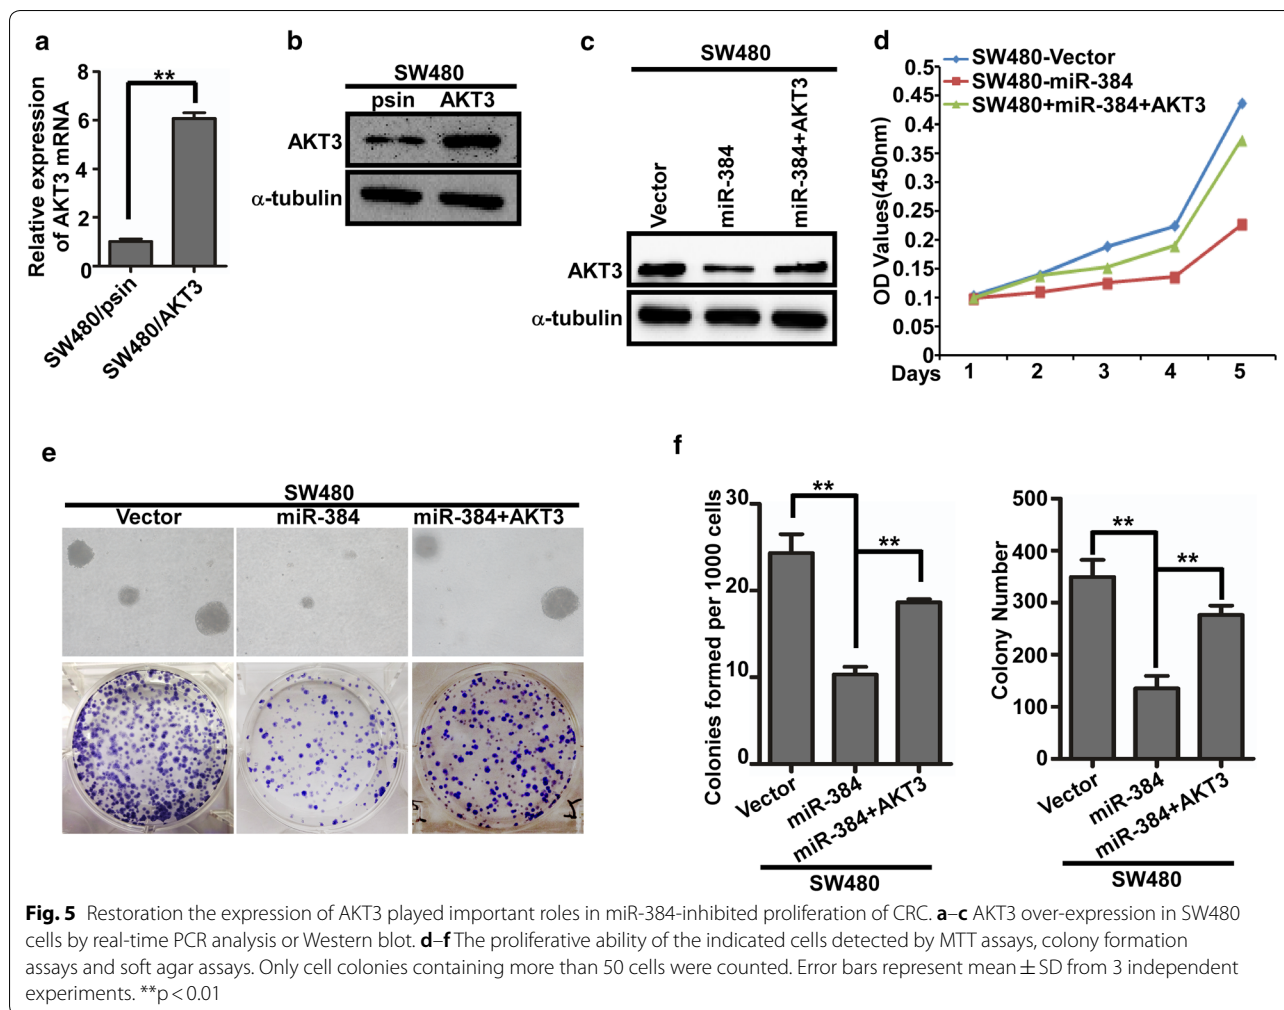 a
Relative expression
of AKT3 mRNA
8
6
4
2
0
**
SW480/psin
SW480/AKT3
b
SW480
psin AKT3
AKT3
α-tubulin
c
SW480
Vector
miR-384
miR-384+AKT3
AKT3
α-tubulin
d
SW480-Vector
SW480-miR-384
SW480+miR-384+AKT3
OD Values(450nm)
0.5
0.45
0.4
0.35
0.3
0.25
0.2
0.15
0.1
0.05
0
Days 1 2 3 4 5
e
SW480
Vector miR-384 miR-384+AKT3
f
Colonies formed per 1000 cells
30
20
10
0
**
**
Vector
miR-384
miR-384+AKT3
SW480
Colony Number
500
400
300
200
100
0
**
**
Vector
miR-384
miR-384+AKT3
SW480
Fig. 5 Restoration the expression of AKT3 played important roles in miR-384-inhibited proliferation of CRC. a–c AKT3 over-expression in SW480
cells by real-time PCR analysis or Western blot. d–f The proliferative ability of the indicated cells detected by MTT assays, colony formation
assays and soft agar assays. Only cell colonies containing more than 50 cells were counted. Error bars represent mean ± SD from 3 independent
experiments. **p < 0.01